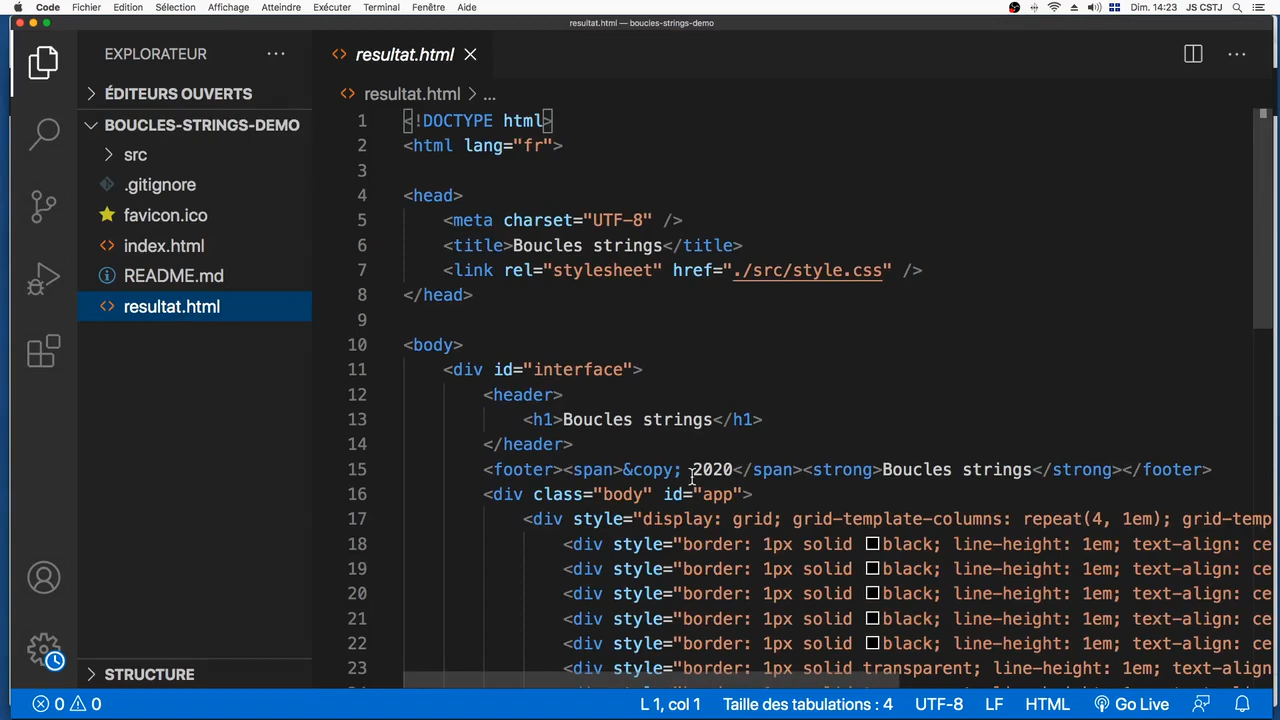 Code Fichier Edition Sélection Affichage Atteindre Exécuter Terminal Fenêtre Aide Dim. 14:23 JS CSTJ
resultat.html — boucles-strings-demo
EXPLORATEUR ...
ÉDITEURS OUVERTS
BOUCLES-STRINGS-DEMO
src
.gitignore
favicon.ico
index.html
README.md
resultat.html
STRUCTURE
resultat.html
resultat.html > ...
1 <!DOCTYPE html>
2 <html lang="fr">
3
4 <head>
5 <meta charset="UTF-8" />
6 <title>Boucles strings</title>
7 <link rel="stylesheet" href="./src/style.css" />
8 </head>
9
10 <body>
11 <div id="interface">
12 <header>
13 <h1>Boucles strings</h1>
14 </header>
15 <footer><span>&copy; 2020</span><strong>Boucles strings</strong></footer>
16 <div class="body" id="app">
17 <div style="display: grid; grid-template-columns: repeat(4, 1em); grid-temp
18 <div style="border: 1px solid black; line-height: 1em; text-align: ce
19 <div style="border: 1px solid black; line-height: 1em; text-align: ce
20 <div style="border: 1px solid black; line-height: 1em; text-align: ce
21 <div style="border: 1px solid black; line-height: 1em; text-align: ce
22 <div style="border: 1px solid black; line-height: 1em; text-align: ce
23 <div style="border: 1px solid transparent; line-height: 1em; text-align
0 0 L 1, col 1 Taille des tabulations : 4 UTF-8 LF HTML Go Live